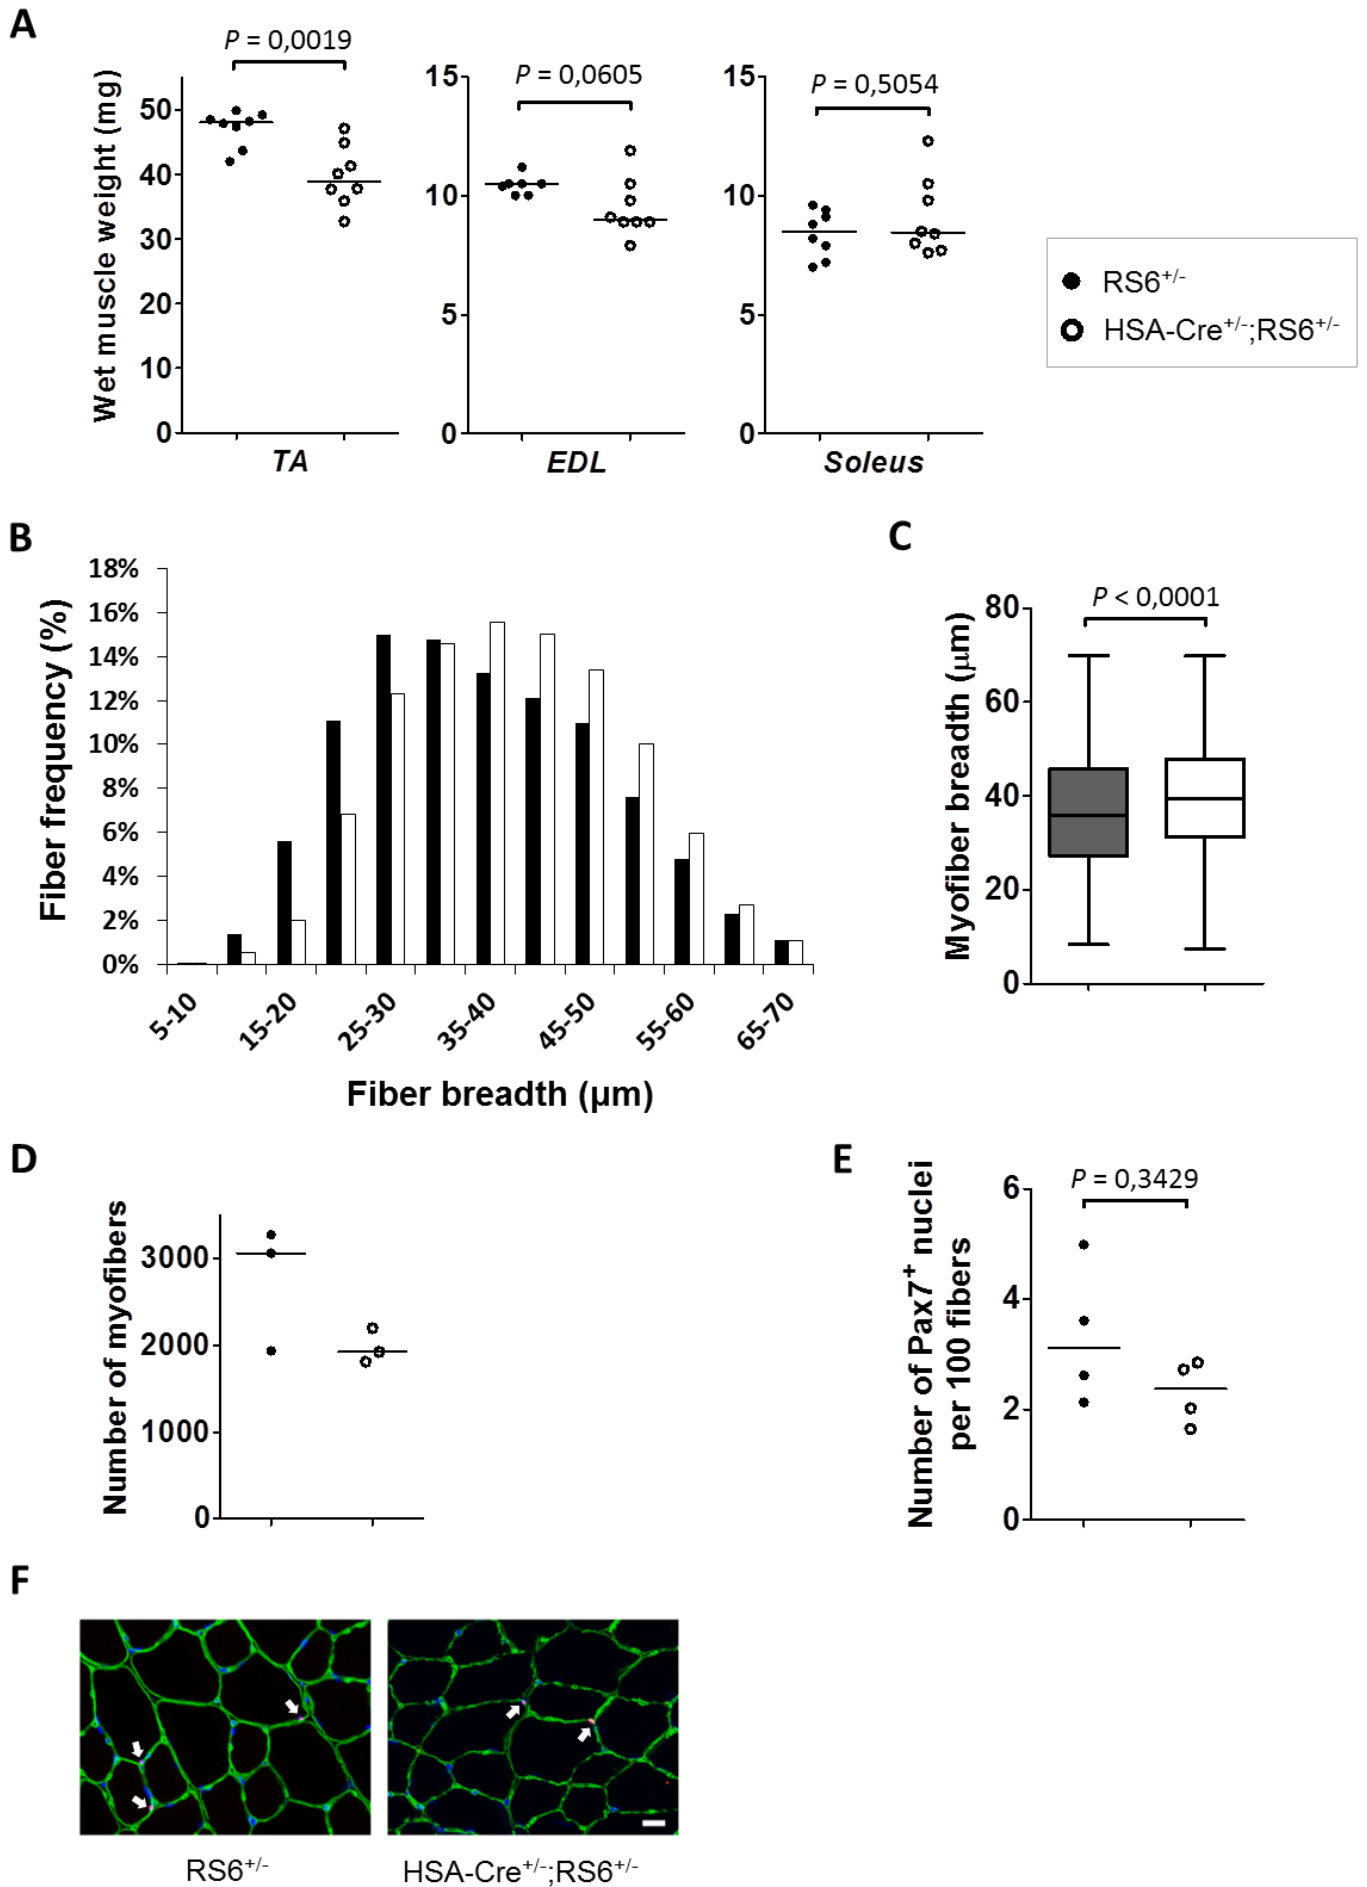 A
P = 0,0019
P = 0,0605
P = 0,5054
Wet muscle weight (mg)
50
40
30
20
10
0
TA
15
10
5
0
EDL
15
10
5
0
Soleus
RS6+/-
HSA-Cre+/-;RS6+/-
B
Fiber frequency (%)
18%
16%
14%
12%
10%
8%
6%
4%
2%
0%
5-10
15-20
25-30
35-40
45-50
55-60
65-70
Fiber breadth (µm)
C
P < 0,0001
Myofiber breadth (µm)
80
60
40
20
0
D
Number of myofibers
3000
2000
1000
0
E
P = 0,3429
Number of Pax7+ nuclei
per 100 fibers
6
4
2
0
F
RS6+/-
HSA-Cre+/-;RS6+/-